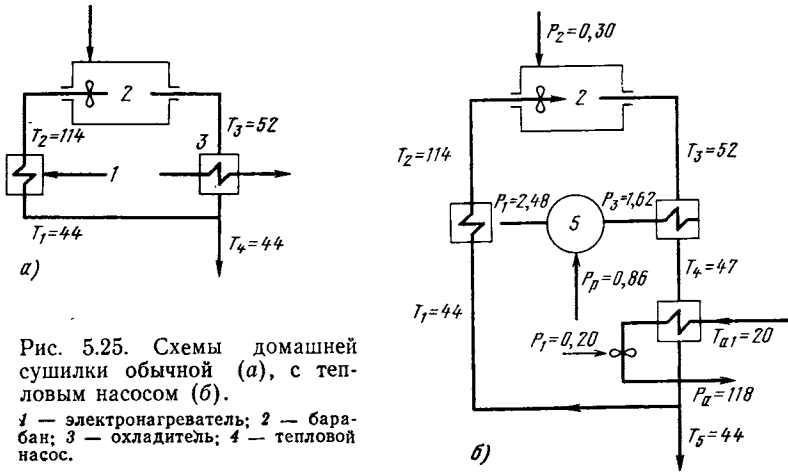 2
T₂=114
T₃=52
3
1
T₁=44
T₄=44
а)
Рис. 5.25. Схемы домашней
сушилки обычной (а), с теп-
ловым насосом (б).
1 — электронагреватель; 2 — бара-
бан; 3 — охладитель; 4 — тепловой
насос.
P₂=0,30
2
T₂=114
T₃=52
P₁=2,48
P₃=1,62
5
T₄=47
Pp=0,86
T₁=44
P₁=0,20
Tа1=20
Pа=118
T₅=44
б)